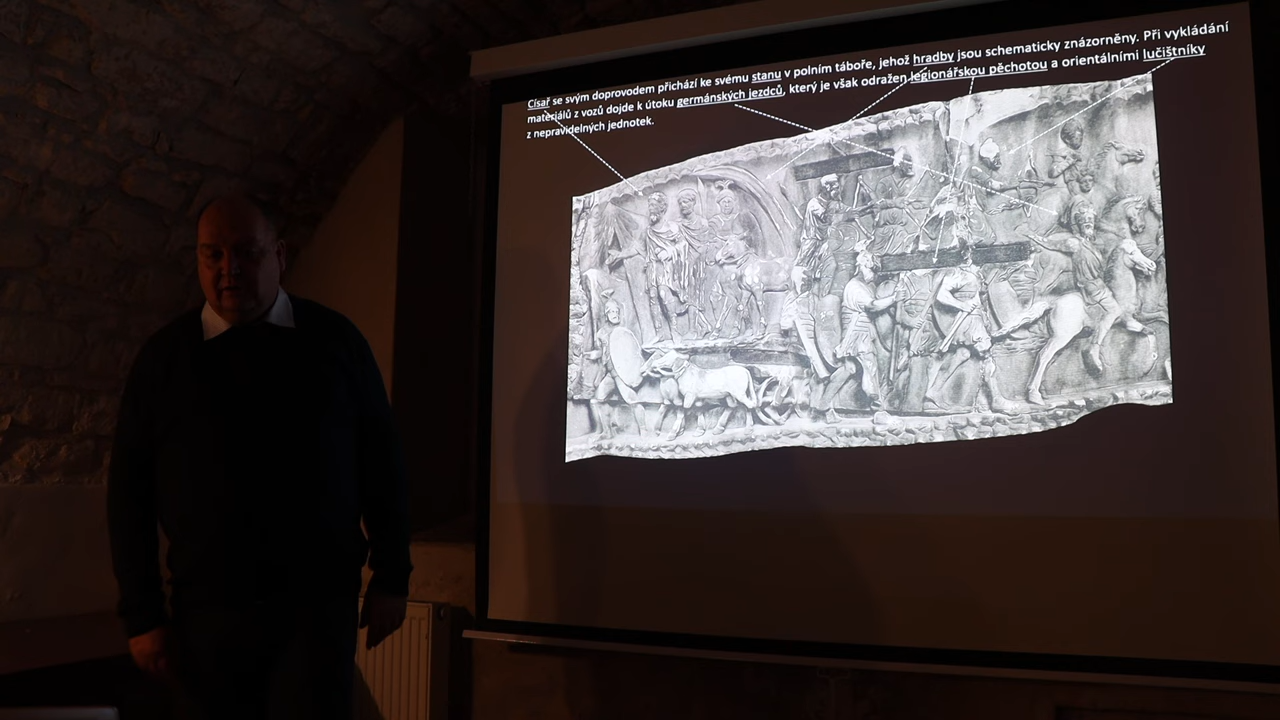 Císař se svým doprovodem přichází ke svému stanu v polním táboře, jehož hradby jsou schematicky znázorněny. Při vykládání
materiálů z vozů dojde k útoku germánských jezdců, který je však odražen legionářskou pěchotou a orientálními lučištníky
z nepravidelných jednotek.